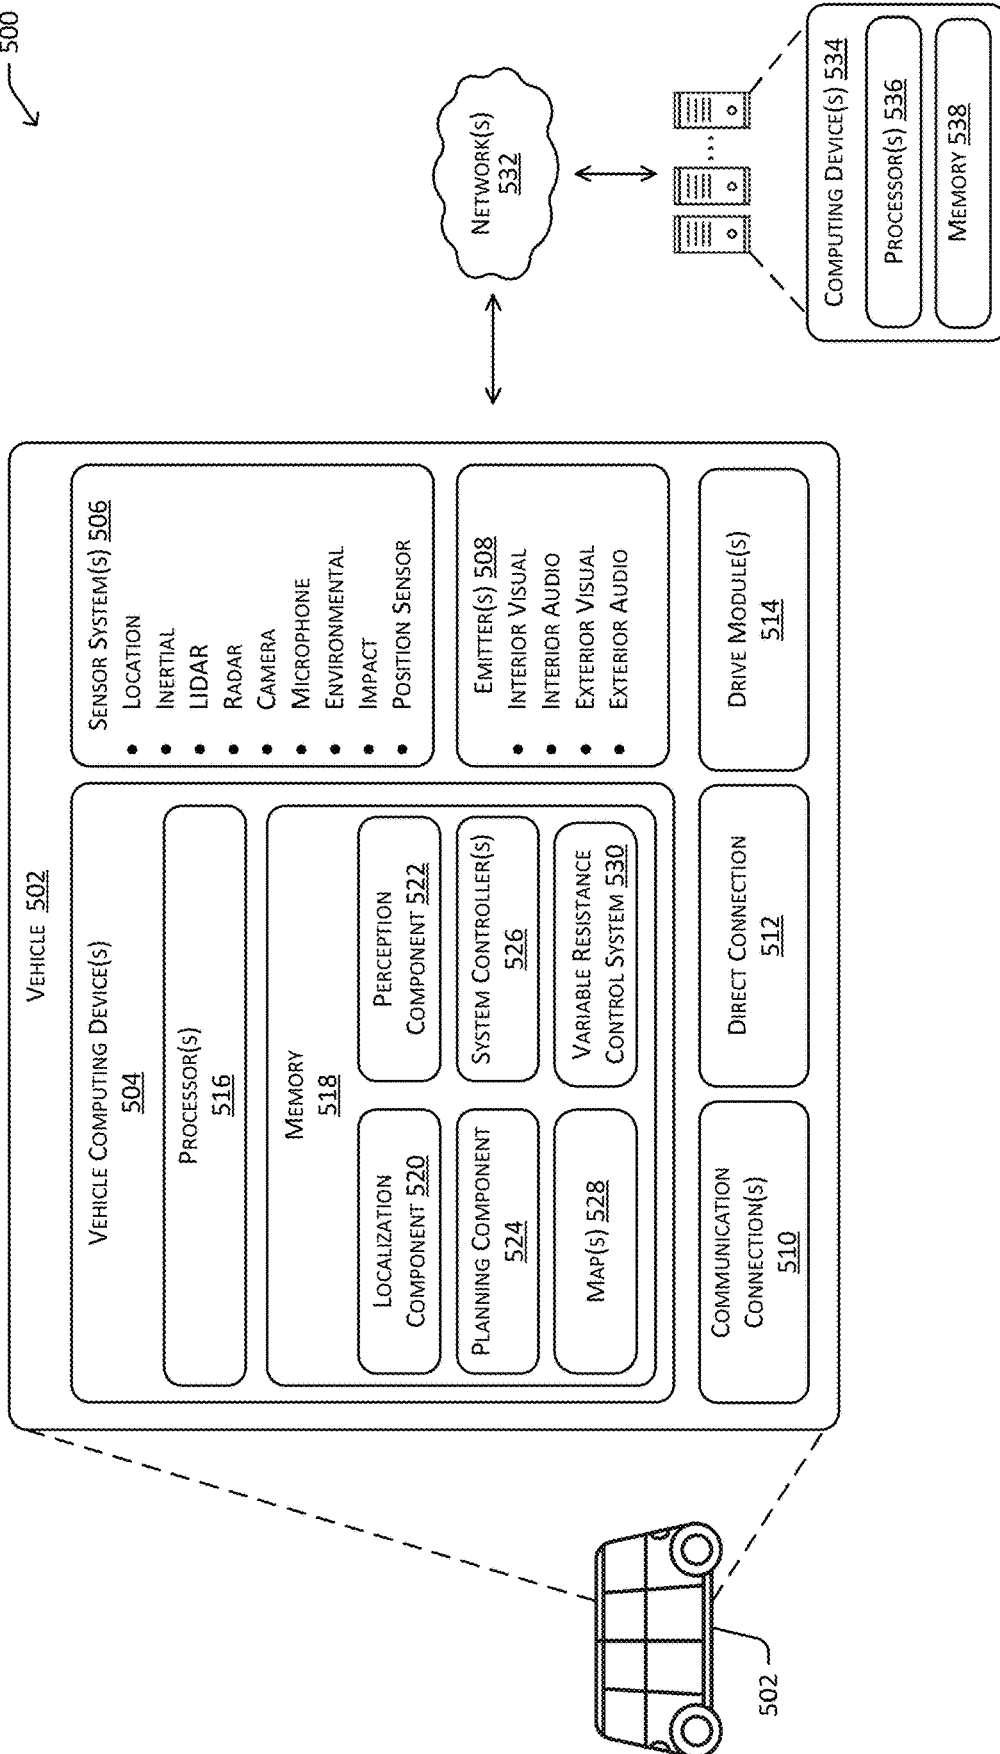 500
VEHICLE 502
VEHICLE COMPUTING DEVICE(S)
504
PROCESSOR(S)
516
MEMORY
518
LOCALIZATION
COMPONENT 520
PERCEPTION
COMPONENT 522
PLANNING COMPONENT
524
SYSTEM CONTROLLER(S)
526
MAP(S) 528
VARIABLE RESISTANCE
CONTROL SYSTEM 530
SENSOR SYSTEM(S) 506
• LOCATION
• INERTIAL
• LIDAR
• RADAR
• CAMERA
• MICROPHONE
• ENVIRONMENTAL
• IMPACT
• POSITION SENSOR
EMITTER(S) 508
• INTERIOR VISUAL
• INTERIOR AUDIO
• EXTERIOR VISUAL
• EXTERIOR AUDIO
COMMUNICATION
CONNECTION(S)
510
DIRECT CONNECTION
512
DRIVE MODULE(S)
514
502
NETWORK(S)
532
...
COMPUTING DEVICE(S) 534
PROCESSOR(S) 536
MEMORY 538